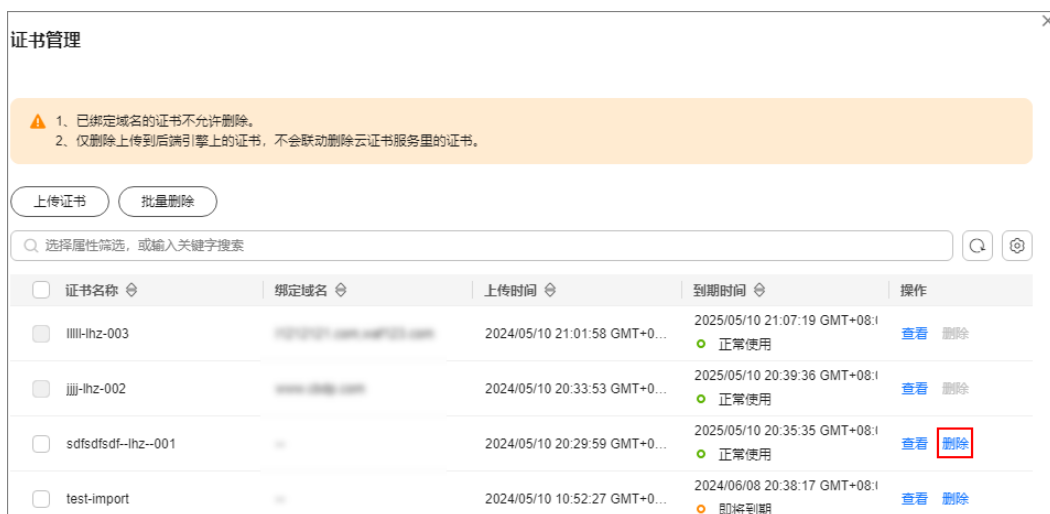 证书管理
1、已绑定域名的证书不允许删除。
2、仅删除上传到后端引擎上的证书，不会联动删除云证书服务里的证书。
上传证书 批量删除
选择属性筛选，或输入关键字搜索
证书名称 绑定域名 上传时间 到期时间 操作
lllll-lhz-003 2024/05/10 21:01:58 GMT+0... 2025/05/10 21:07:19 GMT+08:0 查看 删除
正常使用
jjjj-lhz-002 2024/05/10 20:33:53 GMT+0... 2025/05/10 20:39:36 GMT+08:0 查看 删除
正常使用
sdfsdfsdf--lhz--001 2024/05/10 20:29:59 GMT+0... 2025/05/10 20:35:35 GMT+08:0 查看 删除
正常使用
test-import 2024/05/10 10:52:27 GMT+0... 2024/06/08 20:38:17 GMT+08:0 查看 删除
即将到期